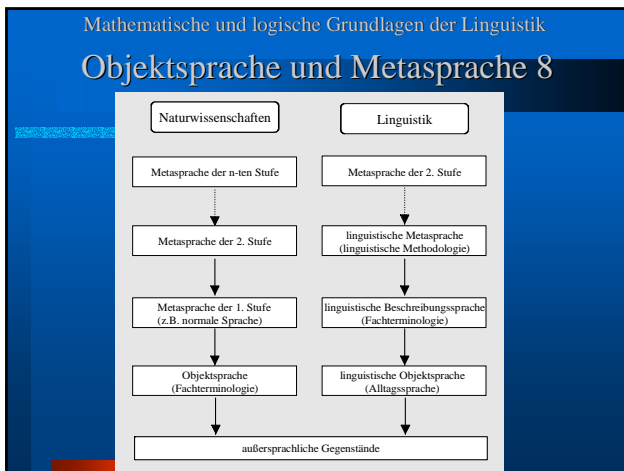 Mathematische und logische Grundlagen der Linguistik
Objektsprache und Metasprache 8
Naturwissenschaften
Linguistik
Metasprache der n-ten Stufe
Metasprache der 2. Stufe
Metasprache der 2. Stufe
linguistische Metasprache
(linguistische Methodologie)
Metasprache der 1. Stufe
(z.B. normale Sprache)
linguistische Beschreibungssprache
(Fachterminologie)
Objektsprache
(Fachterminologie)
linguistische Objektsprache
(Alltagssprache)
außersprachliche Gegenstände